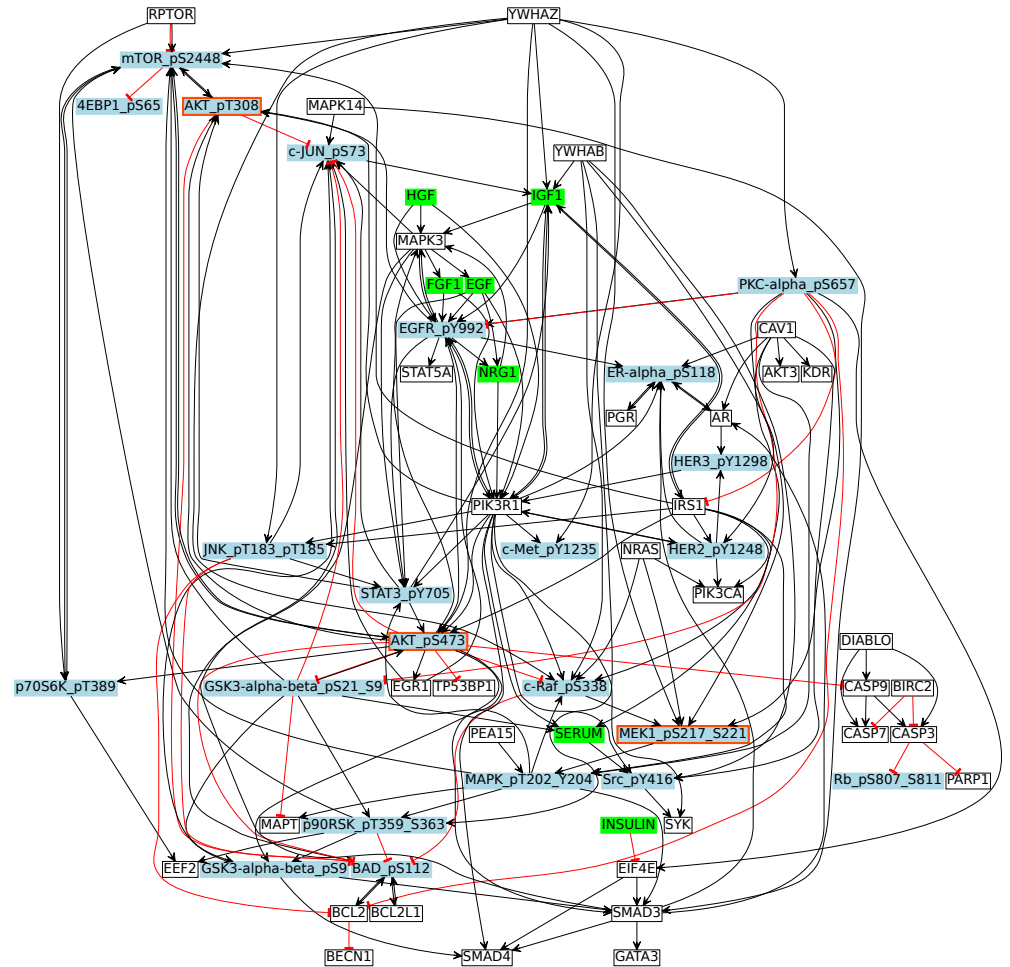 RPTOR
YWHAZ
mTOR_pS2448
4EBP1_pS65
AKT_pT308
MAPK14
c-JUN_pS73
YWHAB
HGF
IGF1
MAPK3
FGF1
EGF
PKC-alpha_pS657
EGFR_pY992
CAV1
STAT5A
NRG1
ER-alpha_pS118
AKT3
KDR
PGR
AR
HER3_pY1298
PIK3R1
IRS1
JNK_pT183_pT185
c-Met_pY1235
NRAS
HER2_pY1248
STAT3_pY705
PIK3CA
AKT_pS473
DIABLO
p70S6K_pT389
GSK3-alpha-beta_pS21_S9
EGR1
TP53BP1
c-Raf_pS338
CASP9
BIRC2
PEA15
SERUM
MEK1_pS217_S221
CASP7
CASP3
MAPK_pT202_Y204
Src_pY416
Rb_pS807_S811
PARP1
MAPT
p90RSK_pT359_S363
INSULIN
SYK
EEF2
GSK3-alpha-beta_pS9
BAD_pS112
EIF4E
BCL2
BCL2L1
SMAD3
BECN1
SMAD4
GATA3